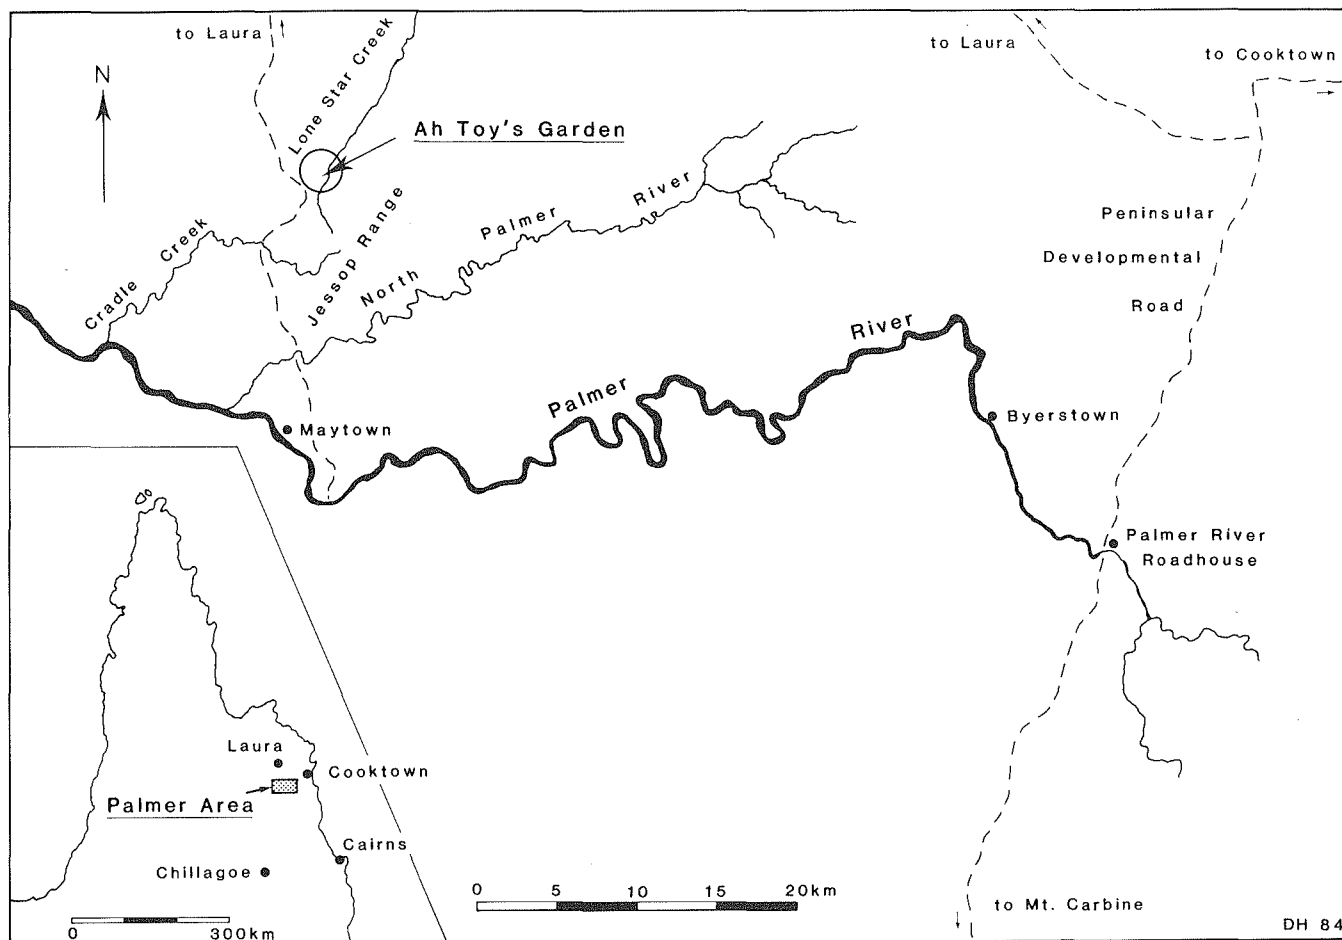 to Laura
to Laura
to Cooktown
N
Lone Star Creek
Ah Toy's Garden
Jessop Range
Cradle Creek
North Palmer River
Peninsular
Developmental
Road
Palmer River
Maytown
Byerstown
Palmer River
Roadhouse
Laura
Cooktown
Palmer Area
Cairns
Chillagoe
0 300km
0 5 10 15 20km
to Mt. Carbine
DH 84